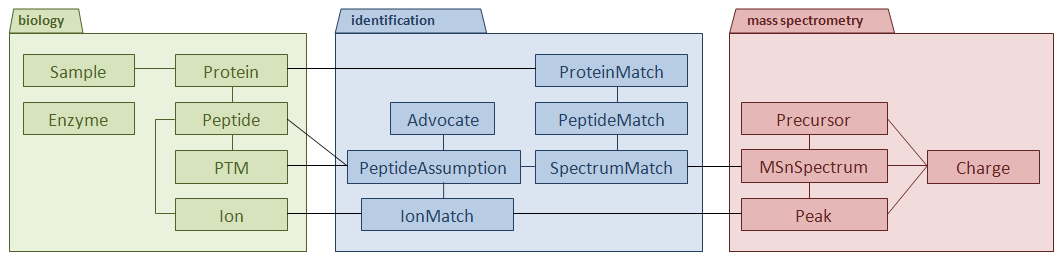 biology
identification
mass spectrometry
Sample
Protein
ProteinMatch
Enzyme
Peptide
Advocate
PeptideMatch
Precursor
PTM
PeptideAssumption
SpectrumMatch
MSnSpectrum
Charge
Ion
IonMatch
Peak